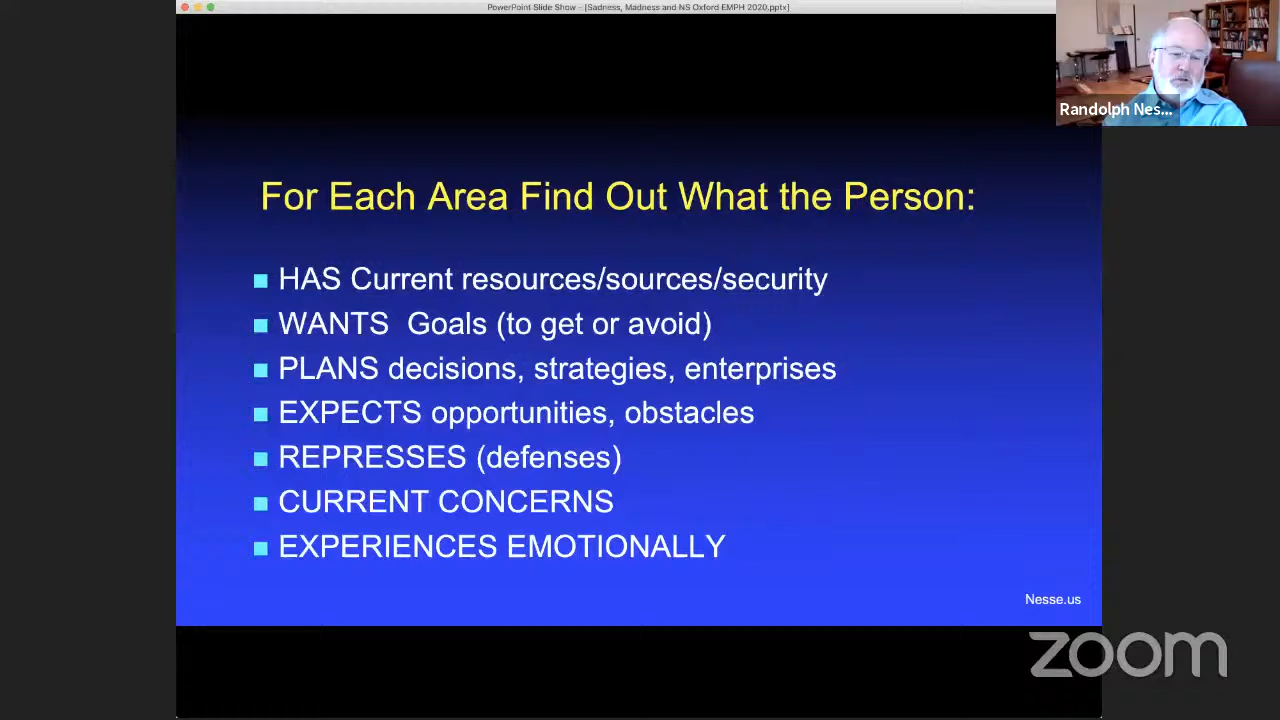 PowerPoint Slide Show - [Sadness, Madness and NS Oxford EMPH 2020.pptx]
Randolph Nes...
For Each Area Find Out What the Person:
HAS Current resources/sources/security
WANTS Goals (to get or avoid)
PLANS decisions, strategies, enterprises
EXPECTS opportunities, obstacles
REPRESSES (defenses)
CURRENT CONCERNS
EXPERIENCES EMOTIONALLY
Nesse.us
zoom